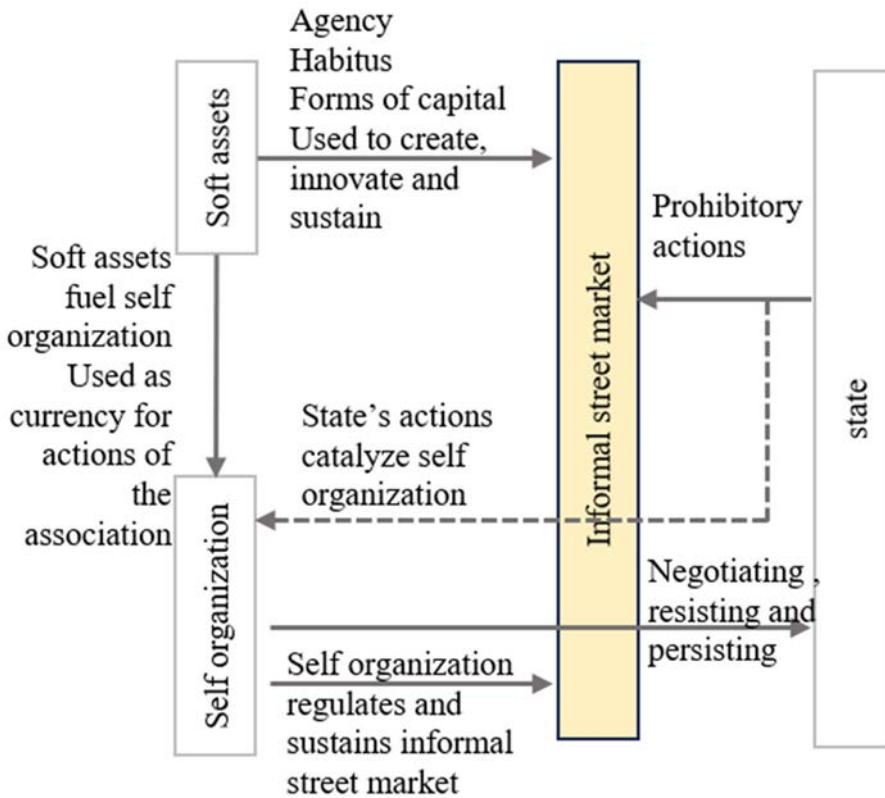 Agency
Habitus
Forms of capital
Used to create,
innovate and
sustain
Soft assets
Soft assets
fuel self
organization
Used as
currency for
actions of
the
association
Informal street market
Prohibitory
actions
state
State’s actions
catalyze self
organization
Self organization
Negotiating ,
resisting and
persisting
Self organization
regulates and
sustains informal
street market